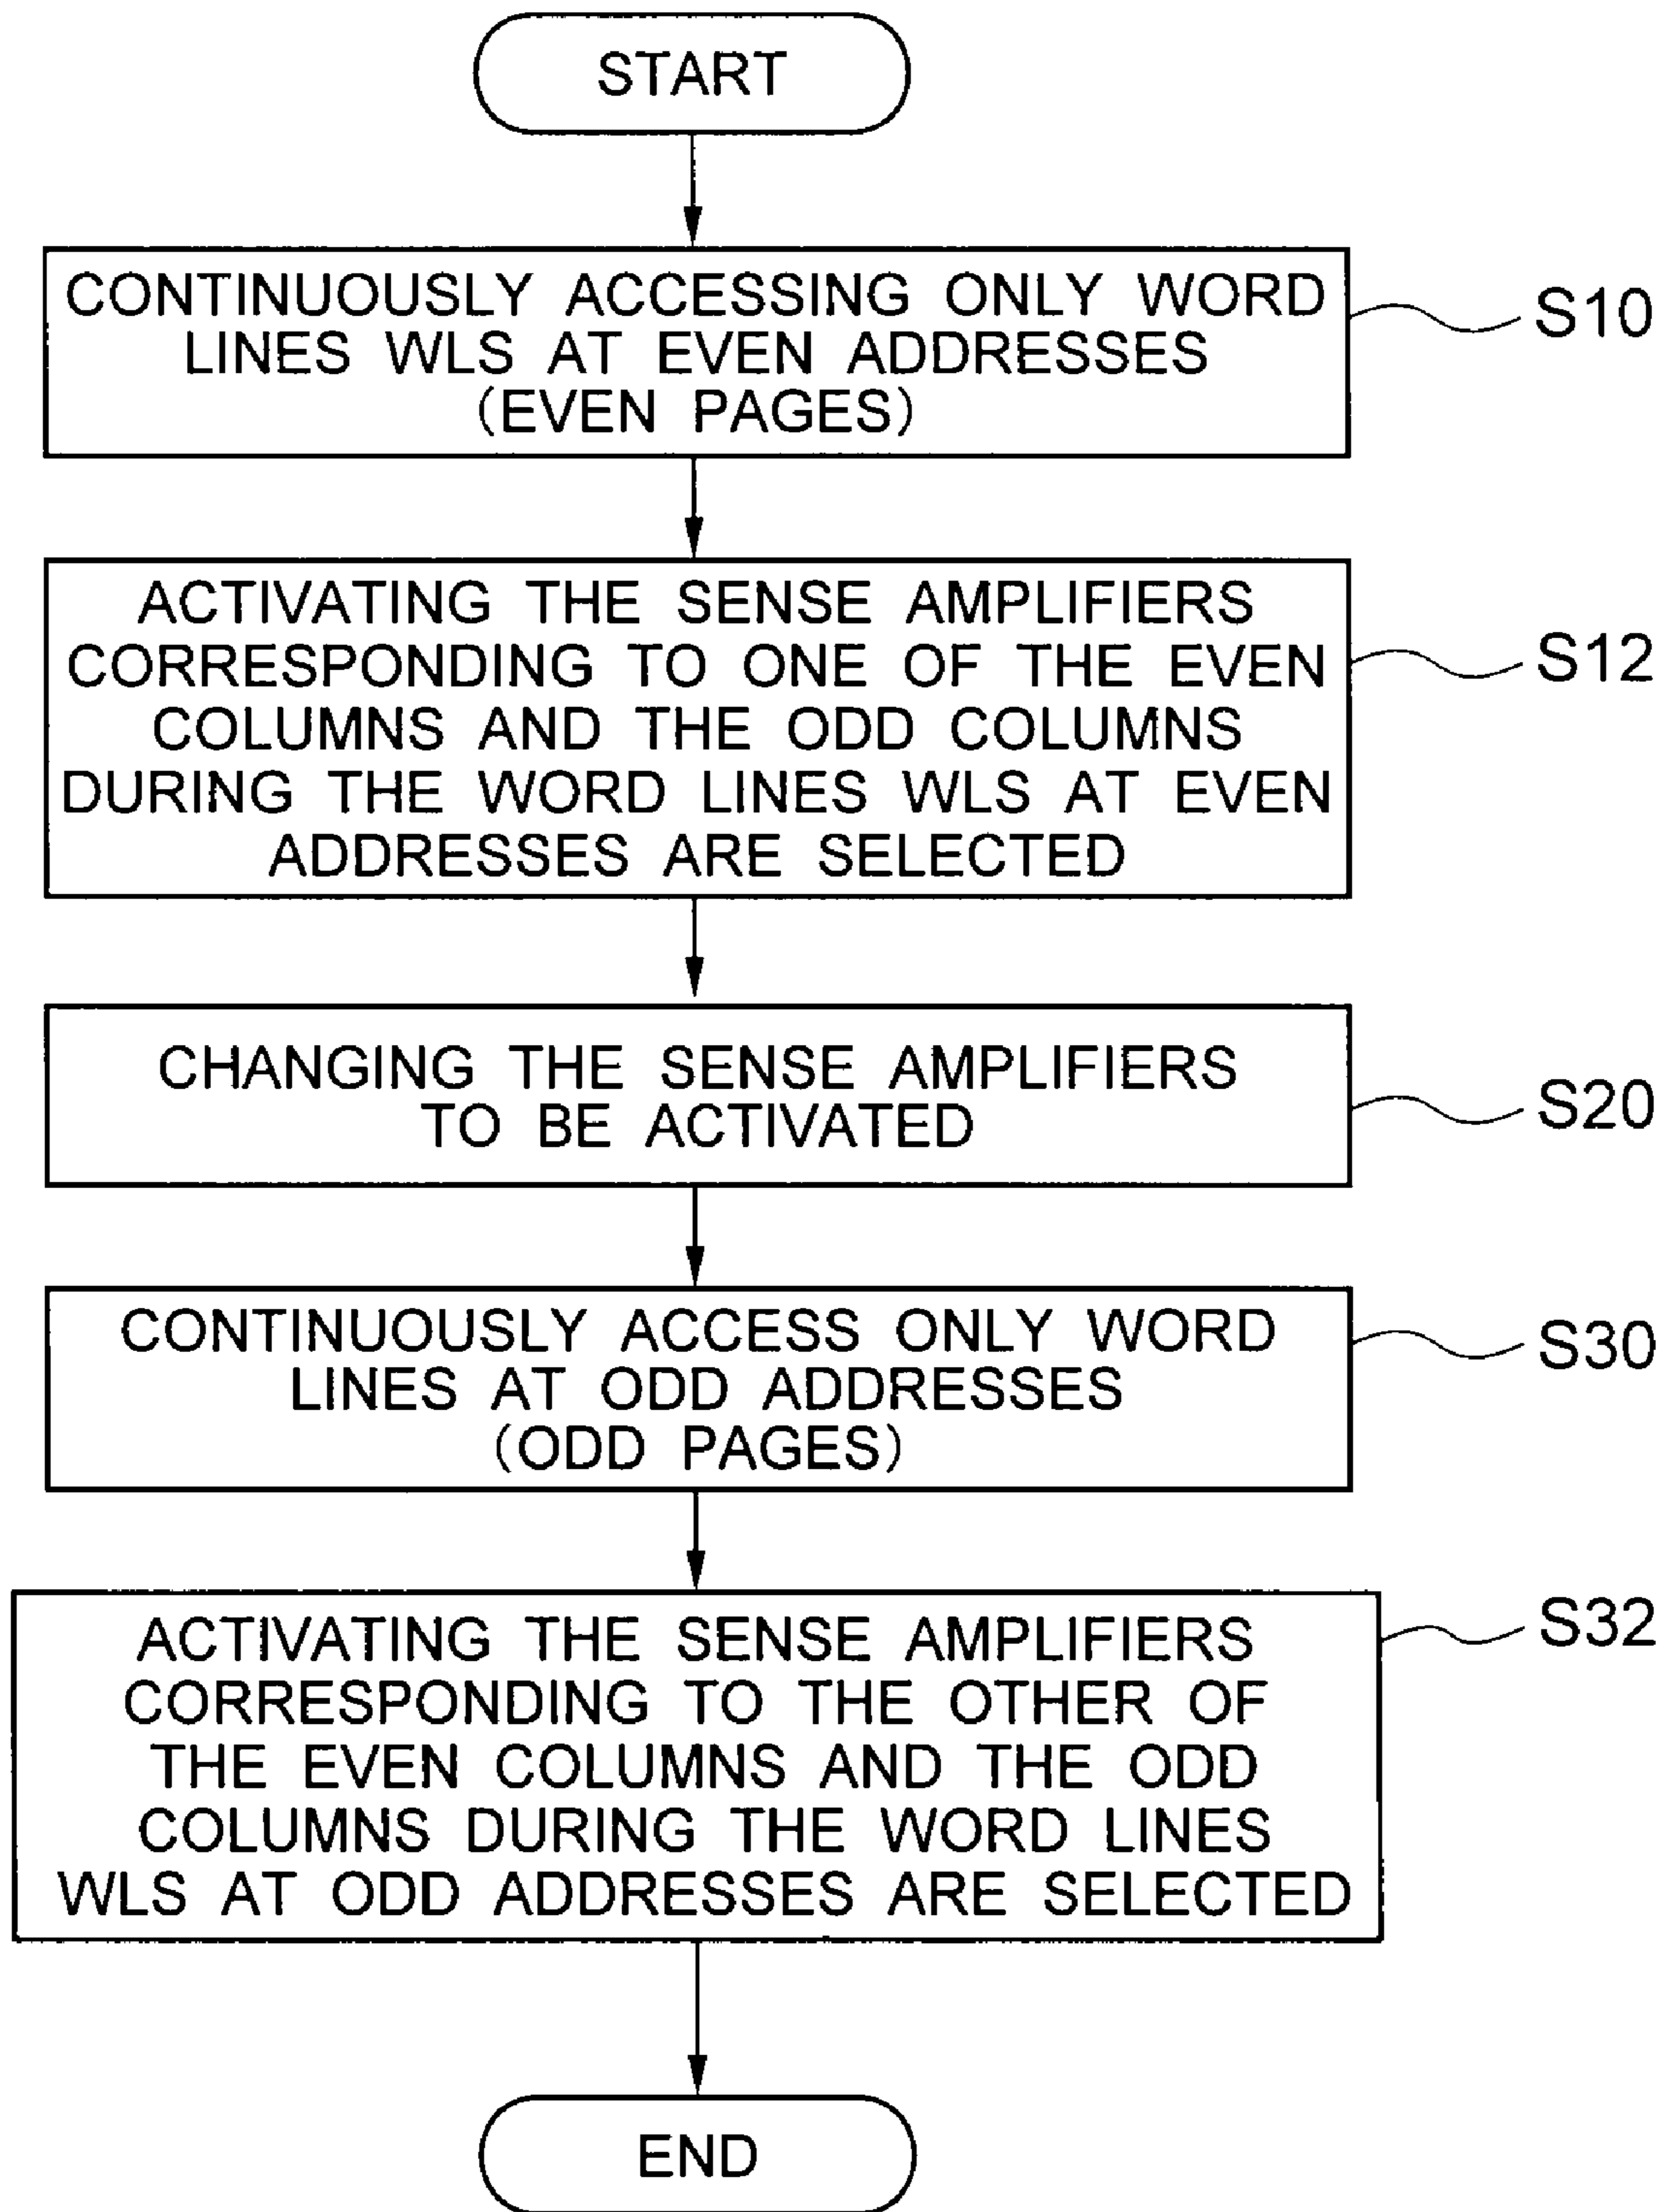 START
CONTINUOUSLY ACCESSING ONLY WORD
LINES WLS AT EVEN ADDRESSES
(EVEN PAGES)
S10
ACTIVATING THE SENSE AMPLIFIERS
CORRESPONDING TO ONE OF THE EVEN
COLUMNS AND THE ODD COLUMNS
DURING THE WORD LINES WLS AT EVEN
ADDRESSES ARE SELECTED
S12
CHANGING THE SENSE AMPLIFIERS
TO BE ACTIVATED
S20
CONTINUOUSLY ACCESS ONLY WORD
LINES AT ODD ADDRESSES
(ODD PAGES)
S30
ACTIVATING THE SENSE AMPLIFIERS
CORRESPONDING TO THE OTHER OF
THE EVEN COLUMNS AND THE ODD
COLUMNS DURING THE WORD LINES
WLS AT ODD ADDRESSES ARE SELECTED
S32
END